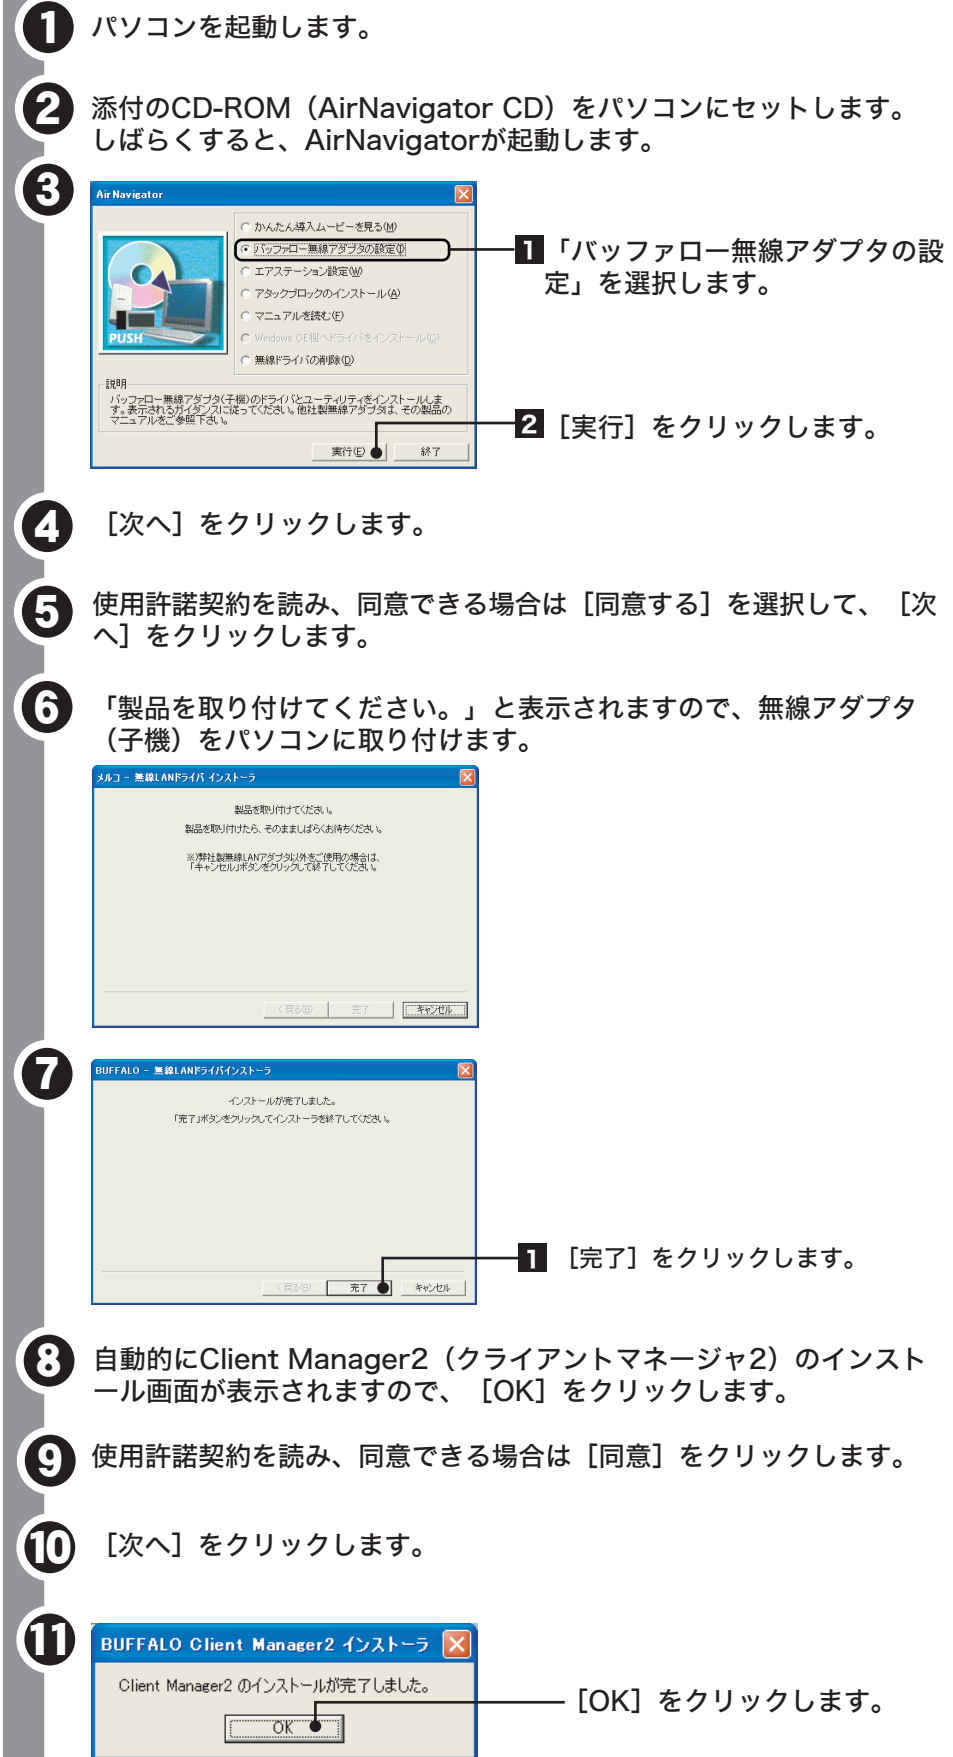 1 パソコンを起動します。
2 添付のCD-ROM（AirNavigator CD）をパソコンにセットします。
しばらくすると、AirNavigatorが起動します。
3
AirNavigator
PUSH
かんたん導入ムービーを見る(M)
バッファロー無線アダプタの設定(I)
エアステーション設定(W)
アタックブロックのインストール(A)
マニュアルを読む(F)
Windows CE機へドライバをインストール(C)
無線ドライバの削除(D)
説明
バッファロー無線アダプタ(子機)のドライバとユーティリティをインストールしま
す。表示されるガイダンスに従ってください。他社製無線アダプタは、その製品の
マニュアルをご参照下さい。
実行(E)
終了
1 「バッファロー無線アダプタの設
定」を選択します。
2 ［実行］をクリックします。
4 ［次へ］をクリックします。
5 使用許諾契約を読み、同意できる場合は［同意する］を選択して、［次
へ］をクリックします。
6 「製品を取り付けてください。」と表示されますので、無線アダプタ
（子機）をパソコンに取り付けます。
メルコ - 無線LANドライバ インストーラ
製品を取り付けてください。
製品を取り付けたら、そのまましばらくお待ちください。
※)弊社製無線LANアダプタ以外をご使用の場合は、
「キャンセル」ボタンをクリックして終了してください。
< 戻る(B)
完了
キャンセル
7
BUFFALO - 無線LANドライバインストーラ
インストールが完了しました。
「完了」ボタンをクリックしてインストーラを終了してください。
< 戻る(B)
完了
キャンセル
1 ［完了］をクリックします。
8 自動的にClient Manager2（クライアントマネージャ2）のインスト
ール画面が表示されますので、［OK］をクリックします。
9 使用許諾契約を読み、同意できる場合は［同意］をクリックします。
10 ［次へ］をクリックします。
11
BUFFALO Client Manager2 インストーラ
Client Manager2 のインストールが完了しました。
OK
［OK］をクリックします。